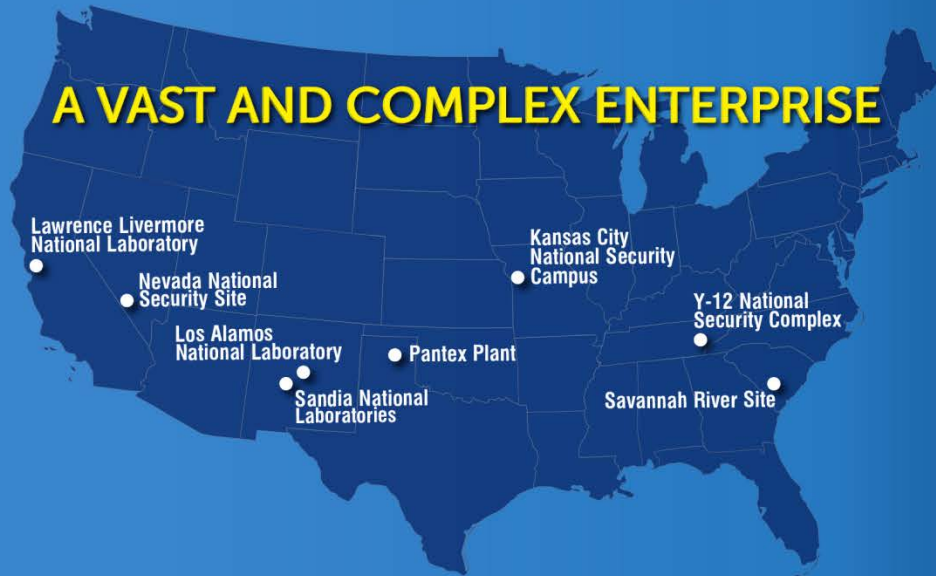 A VAST AND COMPLEX ENTERPRISE
Lawrence Livermore
National Laboratory
Nevada National
Security Site
Los Alamos
National Laboratory
Sandia National
Laboratories
Pantex Plant
Kansas City
National Security
Campus
Y-12 National
Security Complex
Savannah River Site